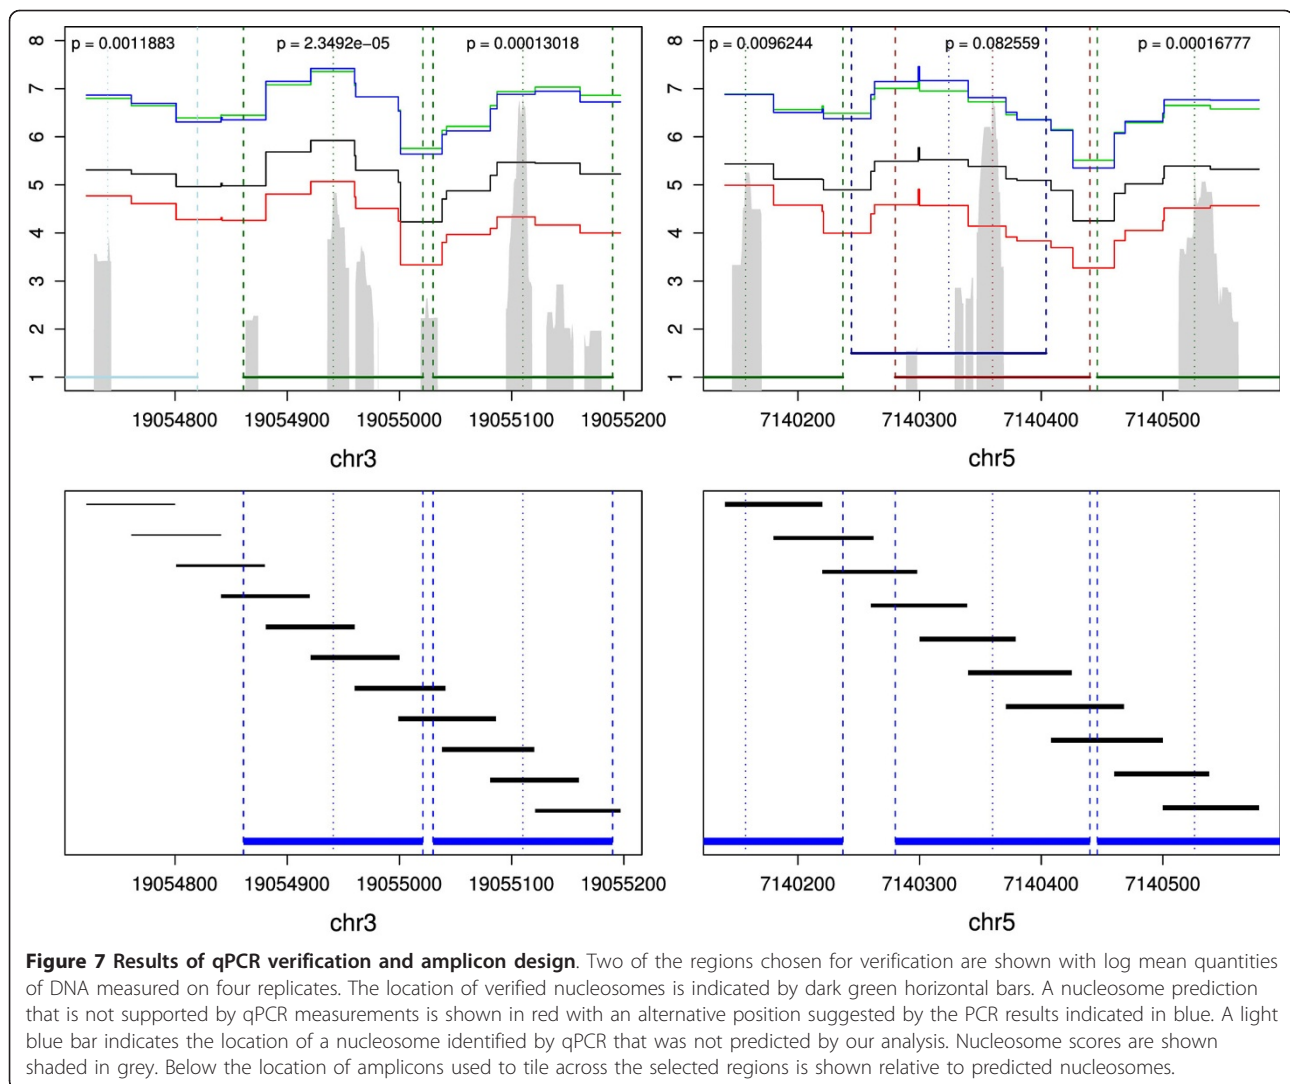 p = 0.0011883 p = 2.3492e−05 p = 0.00013018
8
7
6
5
4
3
2
1
19054800 19054900 19055000 19055100 19055200
chr3
p = 0.0096244 p = 0.082559 p = 0.00016777
8
7
6
5
4
3
2
1
7140200 7140300 7140400 7140500
chr5
19054800 19054900 19055000 19055100 19055200
chr3
7140200 7140300 7140400 7140500
chr5
Figure 7 Results of qPCR verification and amplicon design. Two of the regions chosen for verification are shown with log mean quantities
of DNA measured on four replicates. The location of verified nucleosomes is indicated by dark green horizontal bars. A nucleosome prediction
that is not supported by qPCR measurements is shown in red with an alternative position suggested by the PCR results indicated in blue. A light
blue bar indicates the location of a nucleosome identified by qPCR that was not predicted by our analysis. Nucleosome scores are shown
shaded in grey. Below the location of amplicons used to tile across the selected regions is shown relative to predicted nucleosomes.